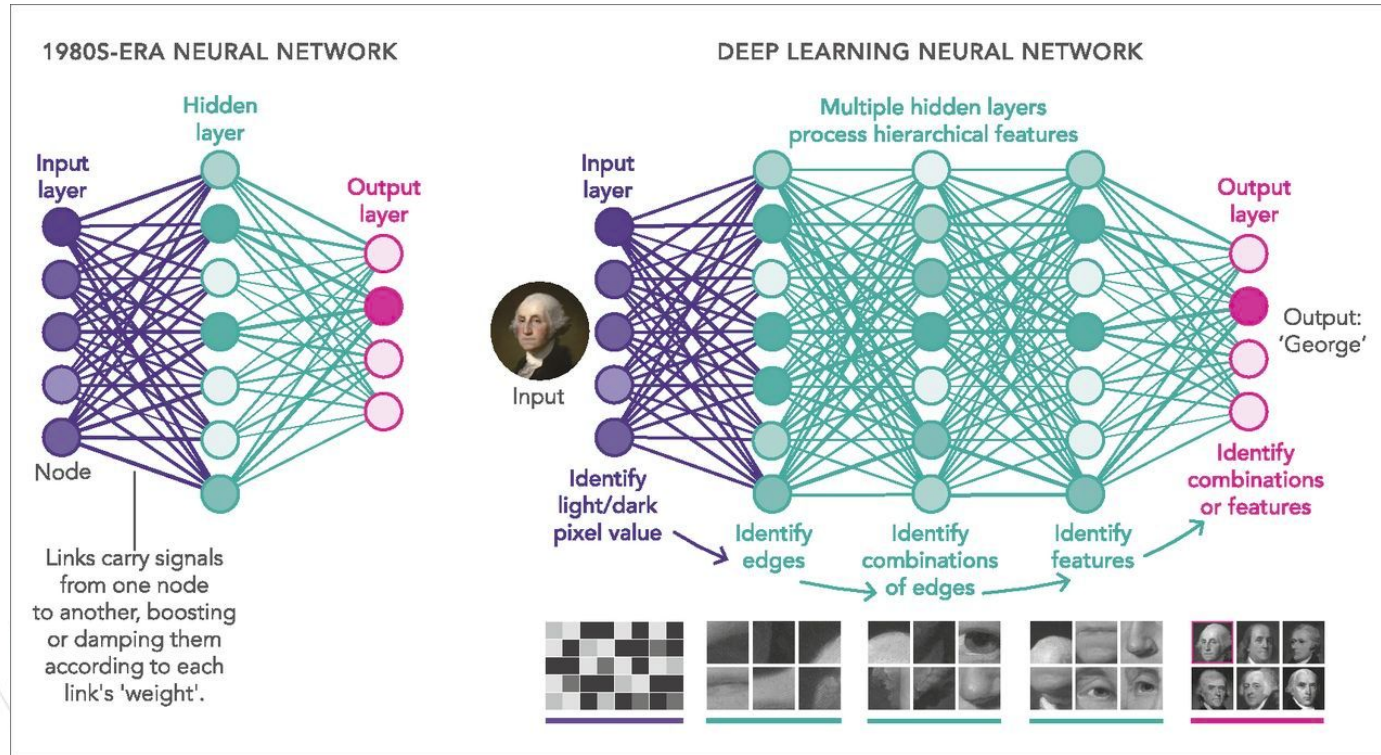 1980S-ERA NEURAL NETWORK
Hidden
layer
Input
layer
Output
layer
Node
Links carry signals
from one node
to another, boosting
or damping them
according to each
link's 'weight'.
DEEP LEARNING NEURAL NETWORK
Multiple hidden layers
process hierarchical features
Input
layer
Output
layer
Input
Output:
'George'
Identify
light/dark
pixel value
Identify
edges
Identify
combinations
of edges
Identify
features
Identify
combinations
or features